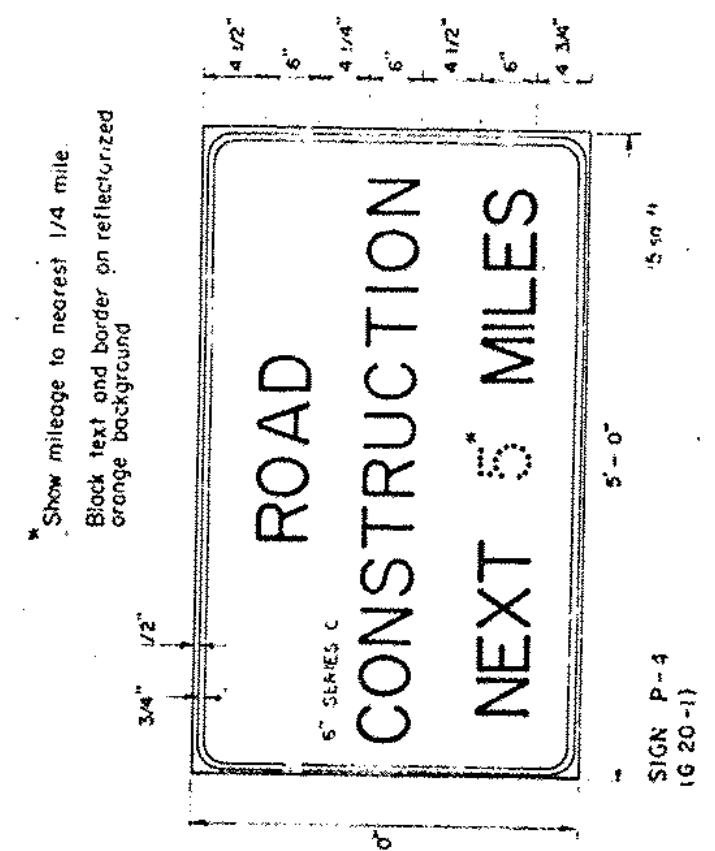 * Show mileage to nearest 1/4 mile.
Black text and border on reflectorized
orange background
3/4"
1/2"
4 1/2"
6"
4 1/4"
6"
4 1/2"
6"
4 3/4"
ROAD
6" SERIES C
CONSTRUCTION
NEXT 5* MILES
5'-0"
SIGN P-4
(G 20-1)